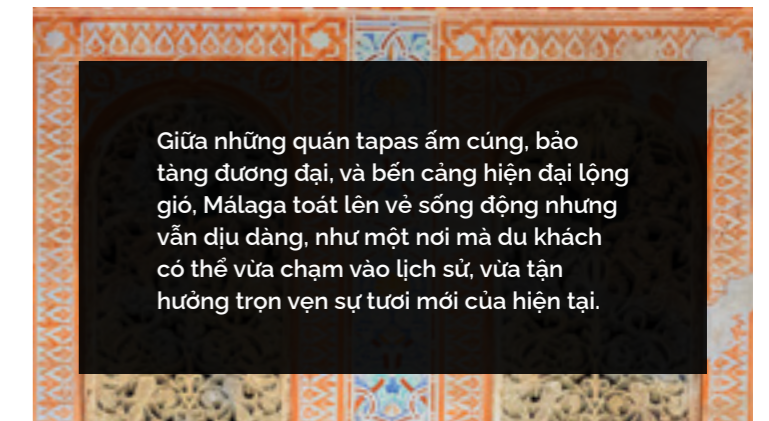 Giữa những quán tapas ấm cúng, bảo
tàng đương đại, và bến cảng hiện đại lộng
gió, Málaga toát lên vẻ sống động nhưng
vẫn dịu dàng, như một nơi mà du khách
có thể vừa chạm vào lịch sử, vừa tận
hưởng trọn vẹn sự tươi mới của hiện tại.